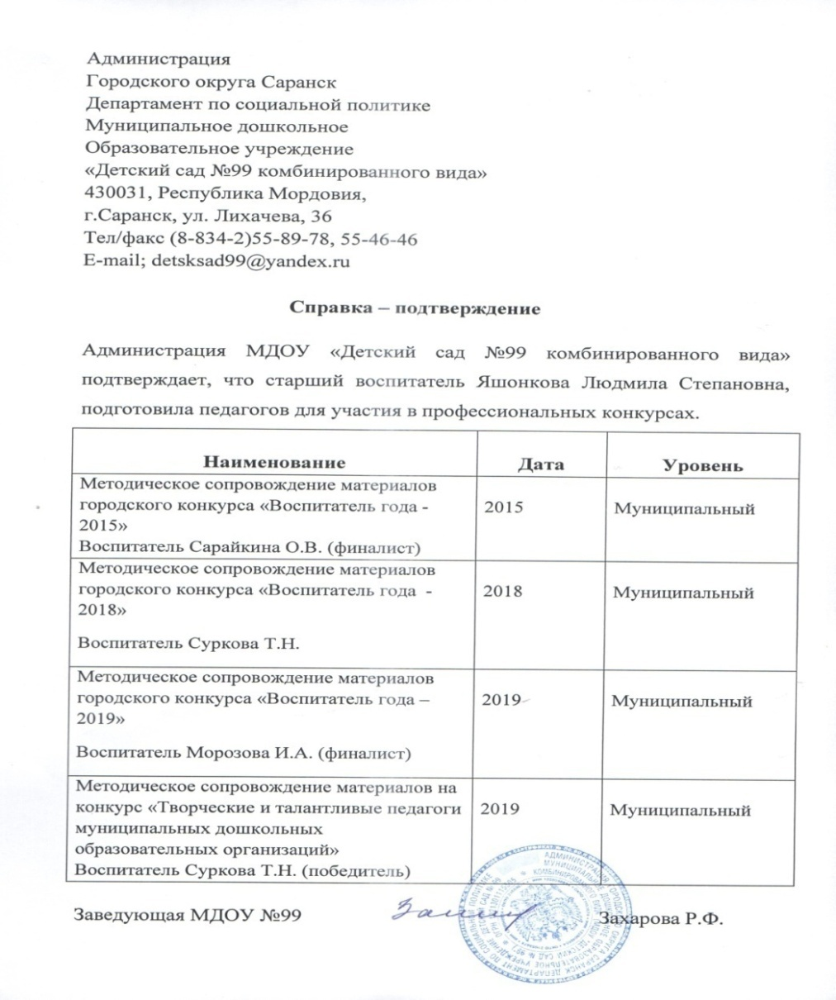 Администрация
Городского округа Саранск
Департамент по социальной политике
Муниципальное дошкольное
Образовательное учреждение
«Детский сад №99 комбинированного вида»
430031, Республика Мордовия,
г.Саранск, ул. Лихачева, 36
Тел/факс (8-834-2)55-89-78, 55-46-46
E-mail; detsksad99@yandex.ru
Справка – подтверждение
Администрация МДОУ «Детский сад №99 комбинированного вида»
подтверждает, что старший воспитатель Яшонкова Людмила Степановна,
подготовила педагогов для участия в профессиональных конкурсах.
Наименование Дата Уровень
Методическое сопровождение материалов
городского конкурса «Воспитатель года -
2015»
Воспитатель Сарайкина О.В. (финалист)
2015
Муниципальный
Методическое сопровождение материалов
городского конкурса «Воспитатель года -
2018»
Воспитатель Суркова Т.Н.
2018
Муниципальный
Методическое сопровождение материалов
городского конкурса «Воспитатель года –
2019»
Воспитатель Морозова И.А. (финалист)
2019
Муниципальный
Методическое сопровождение материалов на
конкурс «Творческие и талантливые педагоги
муниципальных дошкольных
образовательных организаций»
Воспитатель Суркова Т.Н. (победитель)
2019
Муниципальный
Заведующая МДОУ №99 Захарова Р.Ф.